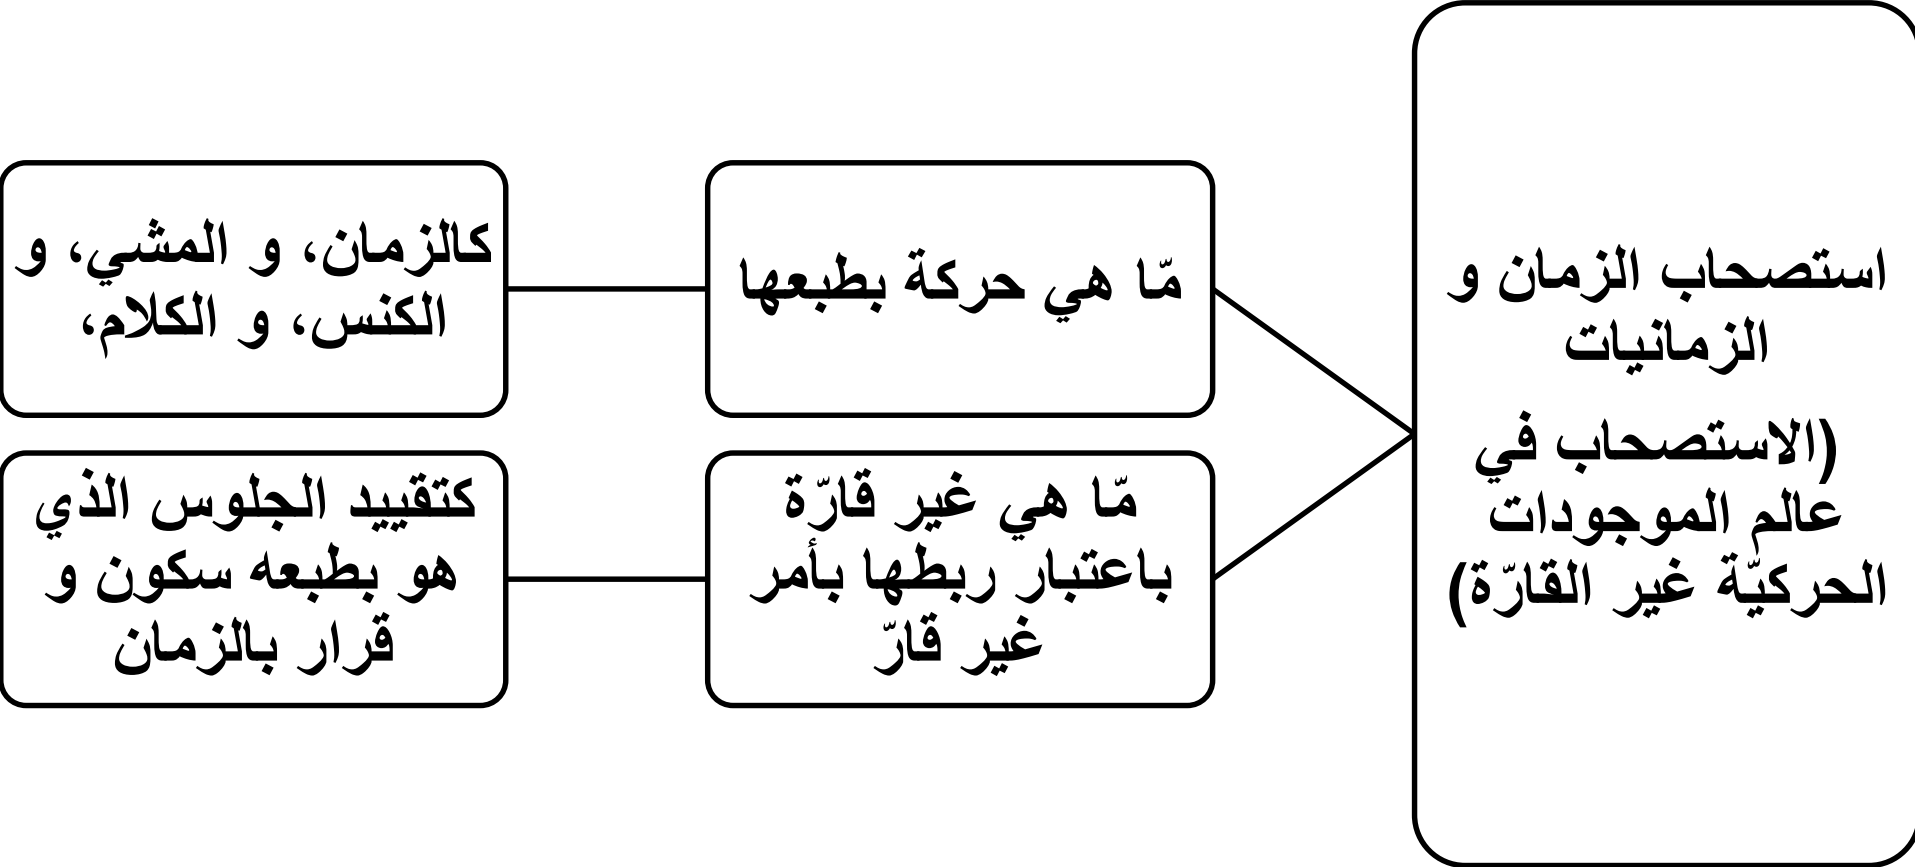 استصحاب الزمان و
الزمانيات
(الاستصحاب في
عالم الموجودات
الحركيّة غير القارّة)
مّا هي حركة بطبعها
كالزمان، و المشي، و
الكنس، و الكلام،
مّا هي غير قارّة
باعتبار ربطها بأمر
غير قارّ
كتقييد الجلوس الذي
هو بطبعه سكون و
قرار بالزمان